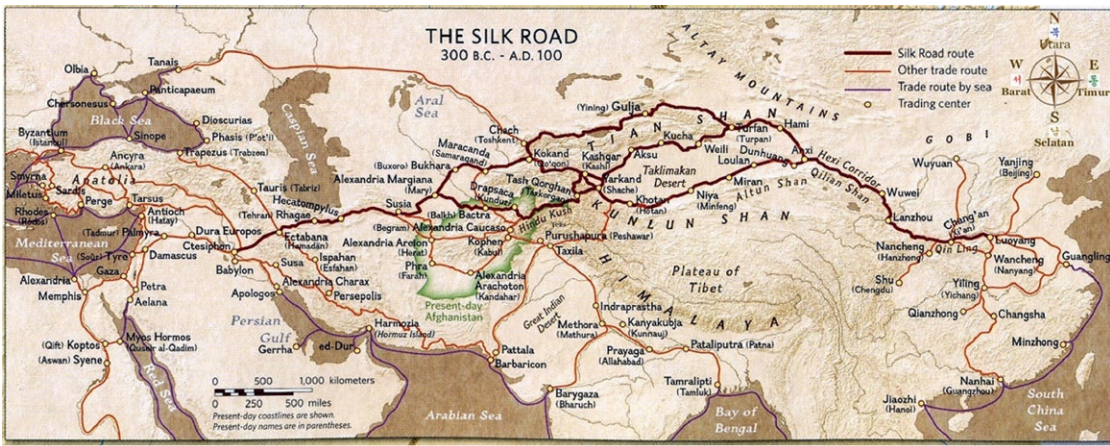 THE SILK ROAD
300 B.C. - A.D. 100
Silk Road route
Other trade route
Trade route by sea
Trading center
N
북
Utara
W
서
Barat
E
동
Timur
S
남
Selatan
ALTAY MOUNTAINS
Olbia
Tanais
Panticapaeum
Chersonesus
Black Sea
Dioscurias
Sinope
Phasis (P'ot'i)
Byzantium
(Istanbul)
Trapezus (Trabzon)
Caspian Sea
Aral
Sea
Chach
(Toshkent)
(Yining) Gulja
TIAN SHAN
Hami
Turfan
(Turpan)
GOBI
Wuyuan
Yanjing
(Beijing)
Ancyra
(Ankara)
Anatolia
Smyrna
Sardis
Miletus
Perge
Tarsus
Rhodes
(Ródos)
Antioch
(Hatay)
Tauris (Tabriz)
Hecatompylus
(Tehran) Rhagae
Maracanda
(Samarqand)
(Buxoro) Bukhara
Alexandria Margiana
(Mary)
Kokand
(Qo'qon)
Kashgar
(Kashi)
Kucha
Aksu
Weili
Loulan
Dunhuang
Anxi
Hexi Corridor
Qilian Shan
Tash Qorghan
(Taxkorgan)
Drapsaca
(Kunduz)
Yarkand
(Shache)
Taklimakan
Desert
Miran
Altun Shan
Niya
(Minfeng)
Khotan
(Hotan)
Wuwei
Lanzhou
Chang'an
(Xi'an)
Luoyang
Susia
(Balkh) Bactra
(Begram) Alexandria Caucaso
Hindu Kush
KUNLUN SHAN
Mediterranean
Sea
(Tadmur) Palmyra
(Soûr) Tyre
Dura Europos
Damascus
Ctesiphon
Ectabana
(Hamadan)
Alexandria Areion
(Herat)
Kophen
(Kabul)
Purushapura (Peshawar)
Taxila
Nancheng
(Hanzhong)
Qin Ling
Wancheng
(Nanyang)
Guangling
Alexandria
Gaza
Memphis
Babylon
Susa
Ispahan
(Esfahan)
Phra
(Farah)
Alexandria
Arachoton
(Kandahar)
Plateau of
Tibet
Shu
(Chengdu)
Yiling
(Yichang)
Petra
Aelana
Apologos
Alexandria Charax
Persepolis
Present-day
Afghanistan
HIMALAYA
Great Indian
Desert
Indraprastha
Qianzhong
Changsha
Persian
Gulf
Harmozia
(Hormuz Island)
Methora
(Mathura)
Kanyakubja
(Kunnauj)
Minzhong
(Qift) Koptos
(Aswan) Syene
Myos Hormos
(Quseir al-Qadim)
Gerrha
ed-Dur
Pattala
Barbaricon
Prayaga
(Allahabad)
Pataliputra (Patna)
Red Sea
Nanhai
(Guangzhou)
0 500 1,000 kilometers
0 250 500 miles
Present-day coastlines are shown.
Present-day names are in parentheses.
Arabian Sea
Barygaza
(Bharuch)
Tamralipti
(Tamluk)
Bay of
Bengal
Jiaozhi
(Hanoi)
South
China
Sea